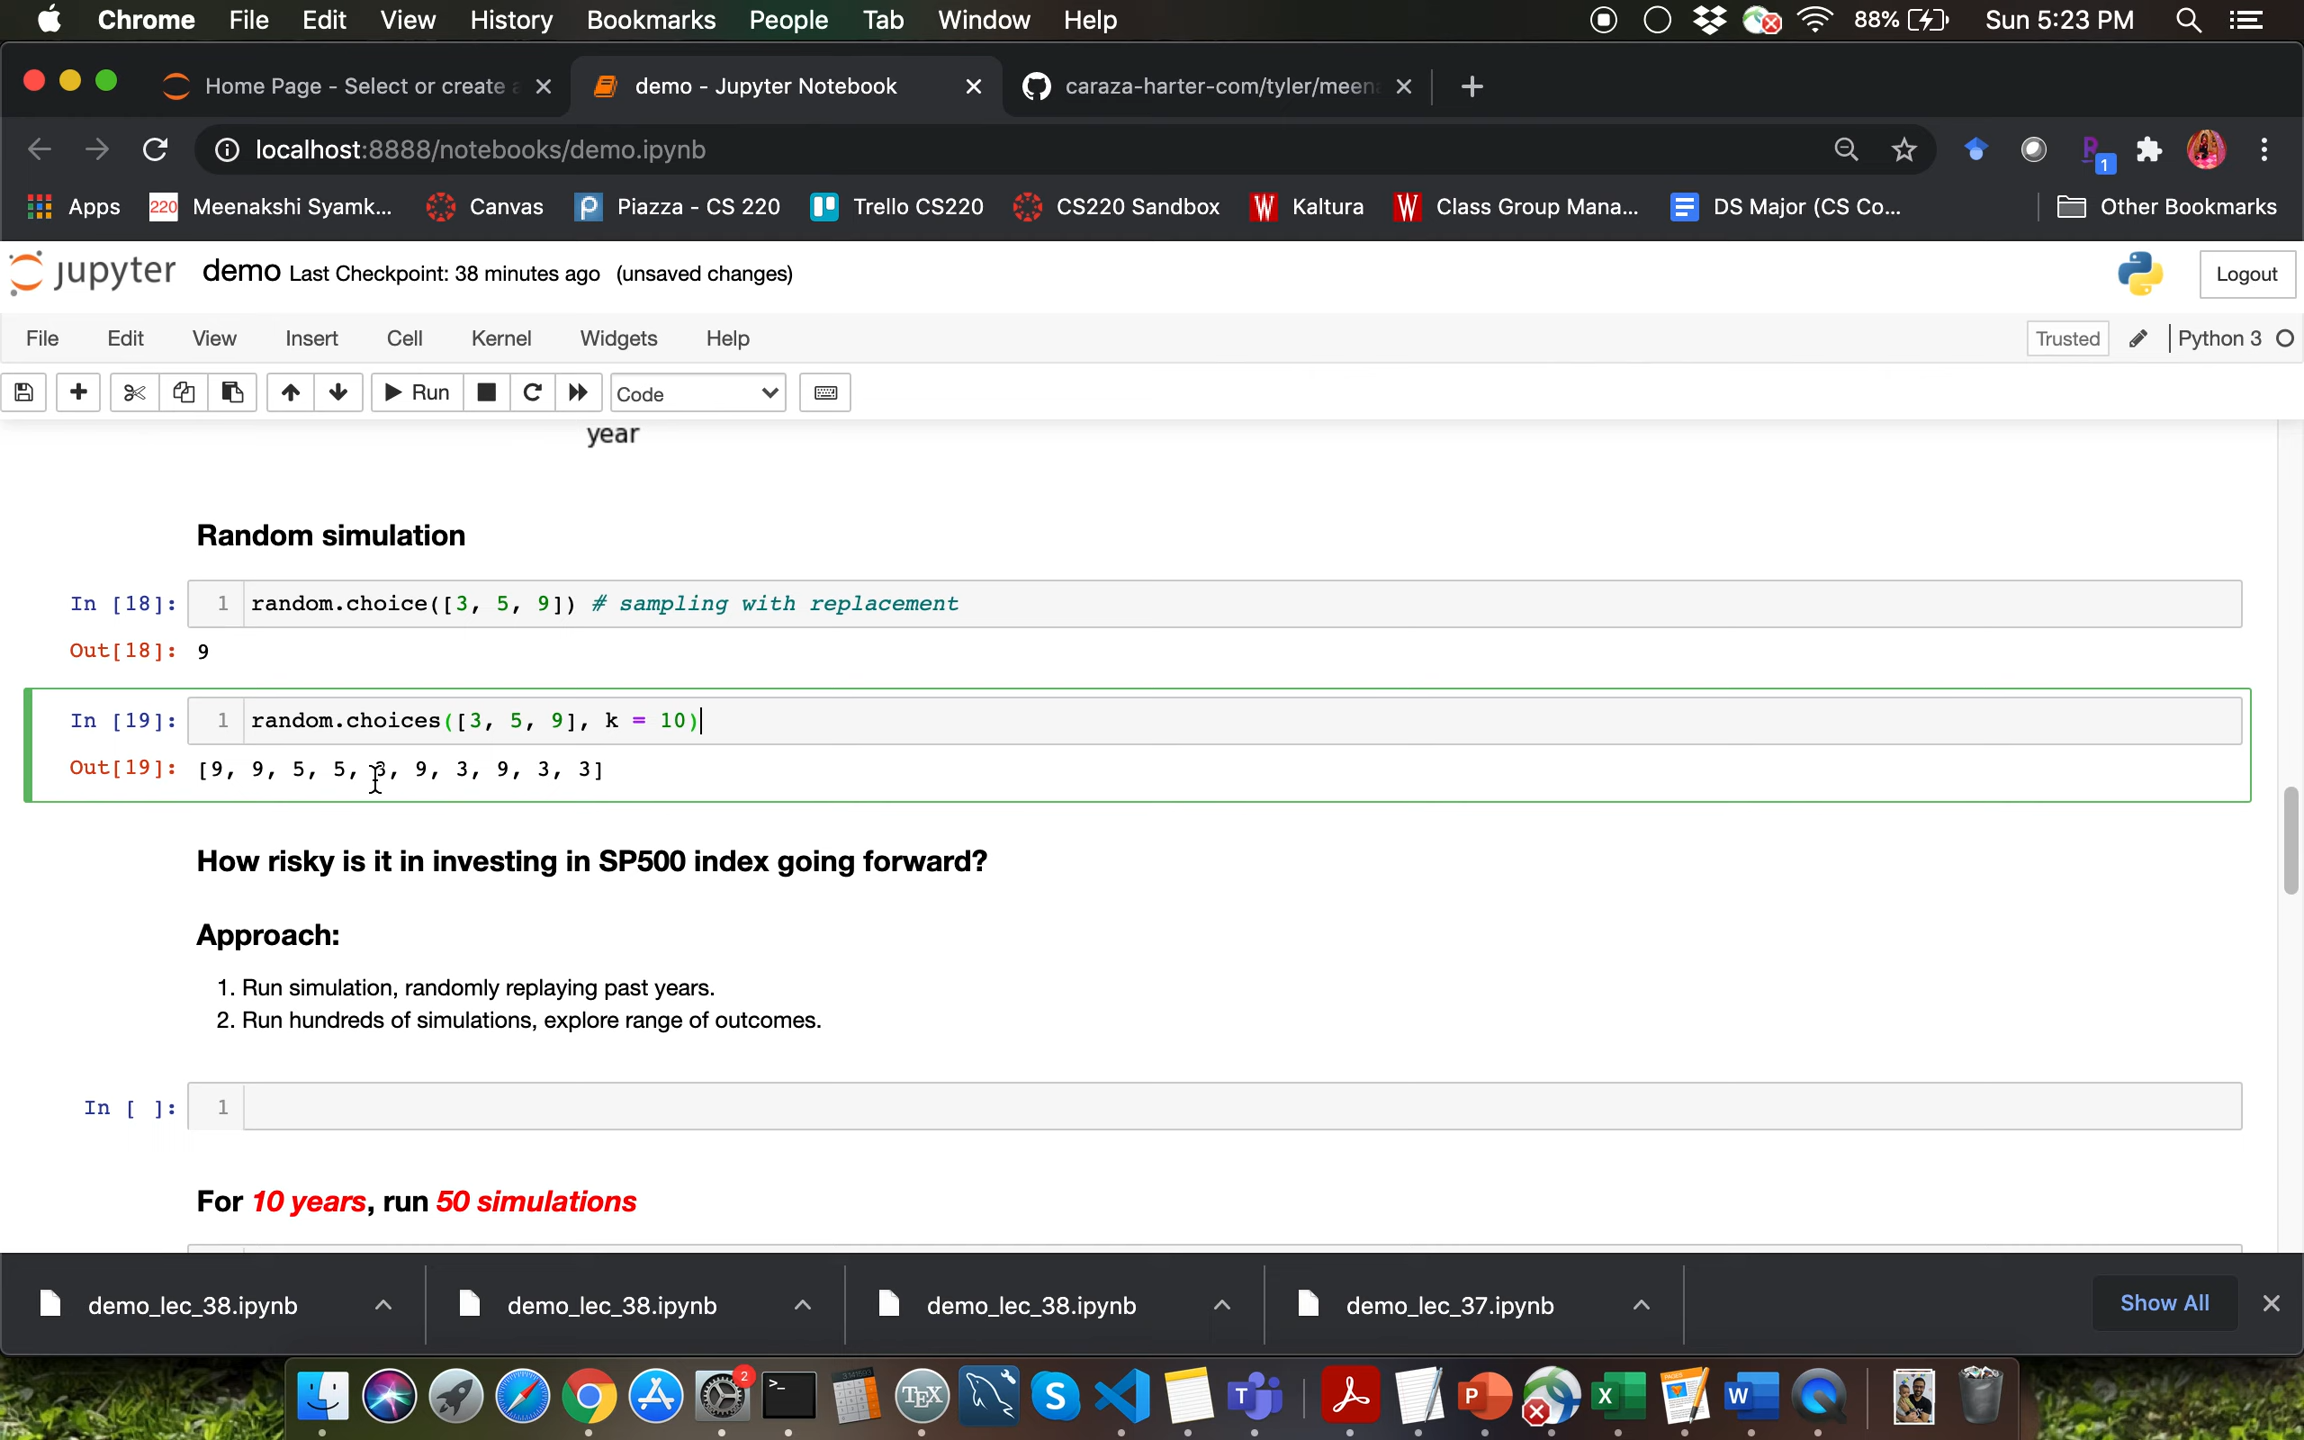 Chrome File Edit View History Bookmarks People Tab Window Help 88% Sun 5:23 PM
Home Page - Select or create a demo - Jupyter Notebook caraza-harter-com/tyler/meena
localhost:8888/notebooks/demo.ipynb 1
Apps 220 Meenakshi Syamk... Canvas Piazza - CS 220 Trello CS220 CS220 Sandbox Kaltura Class Group Mana... DS Major (CS Co... Other Bookmarks
jupyter demo Last Checkpoint: 38 minutes ago (unsaved changes) Logout
File Edit View Insert Cell Kernel Widgets Help Trusted Python 3
Run Code
year
Random simulation
In [18]: 1 random.choice([3, 5, 9]) # sampling with replacement
Out[18]: 9
In [19]: 1 random.choices([3, 5, 9], k = 10)
Out[19]: [9, 9, 5, 5, 3, 9, 3, 9, 3, 3]
How risky is it in investing in SP500 index going forward?
Approach:
1. Run simulation, randomly replaying past years.
2. Run hundreds of simulations, explore range of outcomes.
In [ ]: 1
For 10 years, run 50 simulations
demo_lec_38.ipynb demo_lec_38.ipynb demo_lec_38.ipynb demo_lec_37.ipynb Show All
2 TEX S T P X W